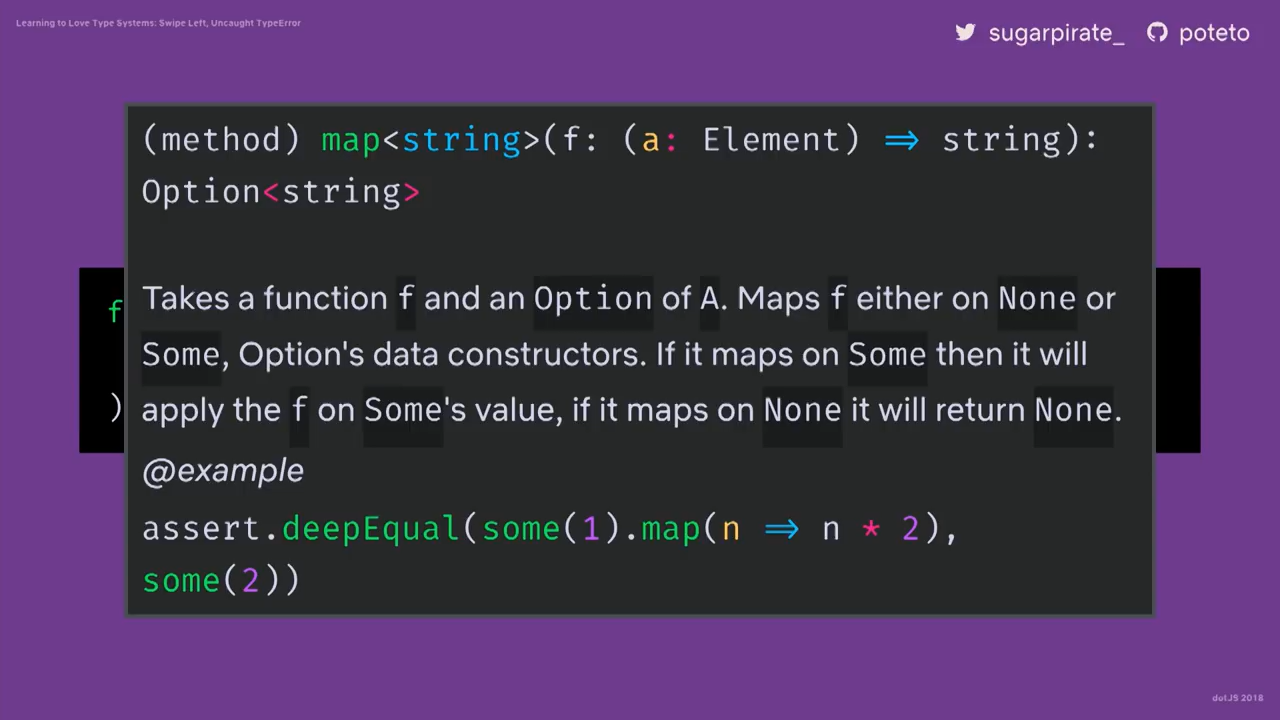 Learning to Love Type Systems: Swipe Left, Uncaught TypeError
sugarpirate_ poteto
(method) map<string>(f: (a: Element) => string):
Option<string>
Takes a function f and an Option of A. Maps f either on None or
Some, Option's data constructors. If it maps on Some then it will
apply the f on Some's value, if it maps on None it will return None.
@example
assert.deepEqual(some(1).map(n => n * 2),
some(2))
f
)
dotJS 2018